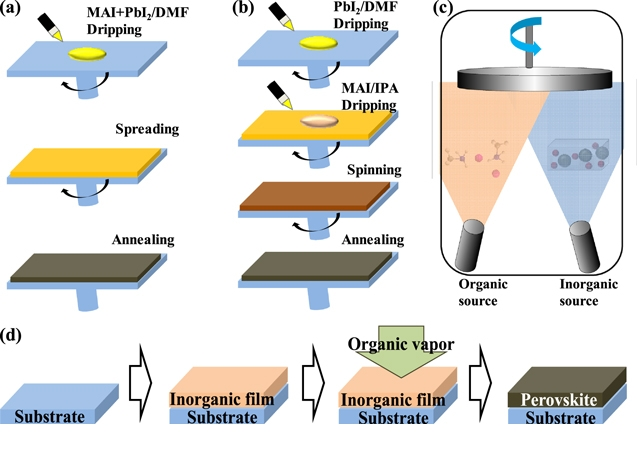 (a)
MAI+PbI₂/DMF
Dripping
Spreading
Annealing
(b)
PbI₂/DMF
Dripping
MAI/IPA
Dripping
Spinning
Annealing
(c)
Organic
source
Inorganic
source
(d)
Substrate
Inorganic film
Substrate
Organic vapor
Inorganic film
Substrate
Perovskite
Substrate